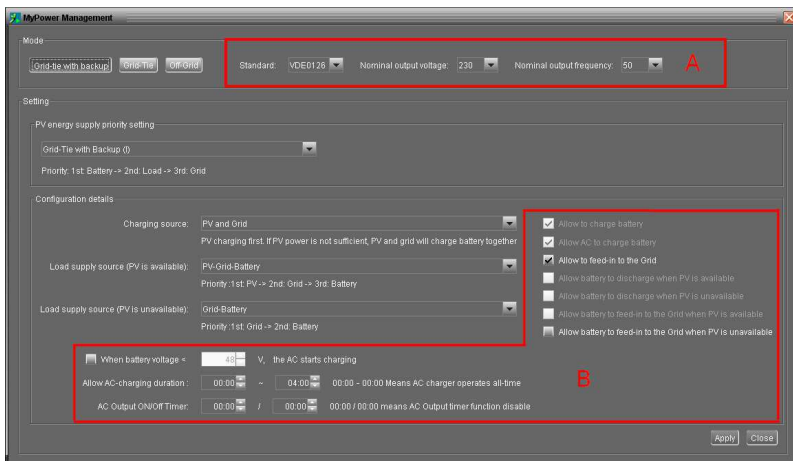 MyPower Management
Mode
Grid-tie with backup Grid-Tie Off-Grid Standard: VDE0126 Nominal output voltage: 230 Nominal output frequency: 50 A
Setting
PV energy supply priority setting
Grid-Tie with Backup (I)
Priority: 1st: Battery -> 2nd: Load -> 3rd: Grid
Configuration details
Charging source: PV and Grid
PV charging first. If PV power is not sufficient, PV and grid will charge battery together
Load supply source (PV is available): PV-Grid-Battery
Priority :1st: PV-> 2nd: Grid -> 3rd: Battery
Load supply source (PV is unavailable): Grid-Battery
Priority :1st: Grid -> 2nd: Battery
Allow to charge battery
Allow AC to charge battery
Allow to feed-in to the Grid
Allow battery to discharge when PV is available
Allow battery to discharge when PV is unavailable
Allow battery to feed-in to the Grid when PV is available
Allow battery to feed-in to the Grid when PV is unavailable
When battery voltage < 48 V, the AC starts charging
Allow AC-charging duration : 00:00 ~ 04:00 00:00 - 00:00 Means AC charger operates all-time
B
AC Output ON/Off Timer: 00:00 / 00:00 00:00 / 00:00 means AC Output timer function disable
Apply Close